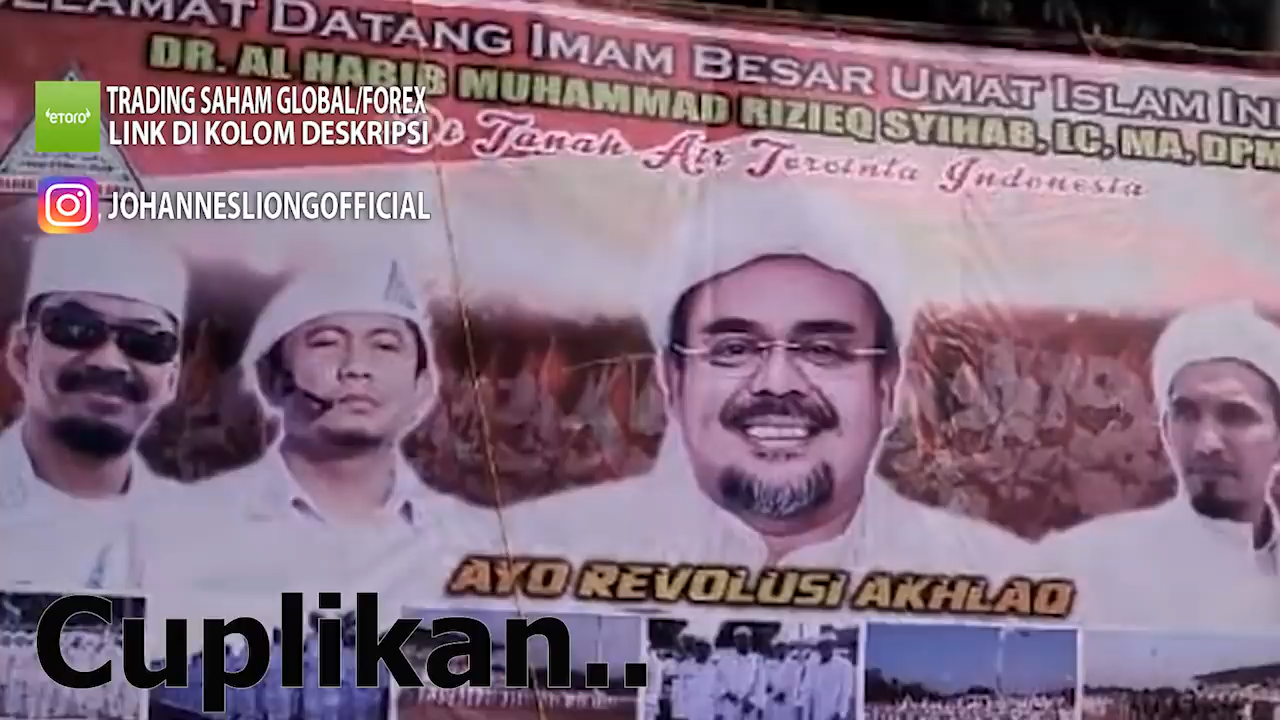 SELAMAT DATANG IMAM BESAR UMAT ISLAM IN
DR. AL HABIB MUHAMMAD RIZIEQ SYIHAB, LC, MA, DPM
Di Tanah Air Tercinta Indonesia
eToro
TRADING SAHAM GLOBAL/FOREX
LINK DI KOLOM DESKRIPSI
JOHANNESLIONGOFFICIAL
AYO REVOLUSI AKHLAQ
Cuplikan..